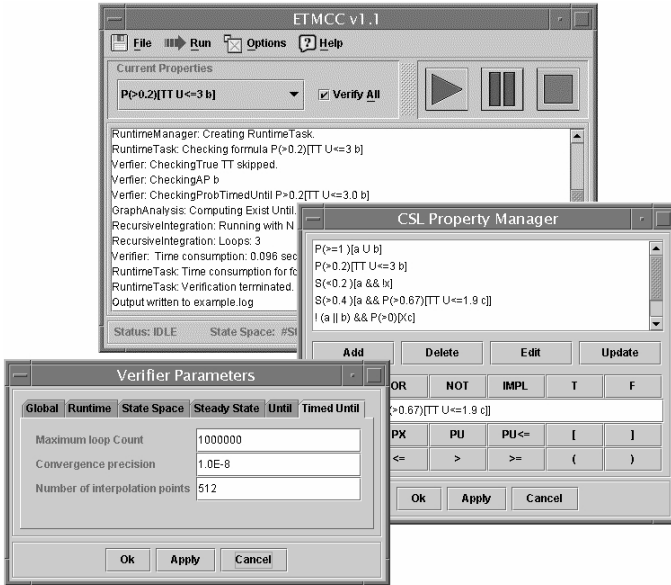 ETMCC v1.1
File Run Options Help
Current Properties
P(>0.2)[TT U<=3 b] Verify All
RuntimeManager: Creating RuntimeTask.
RuntimeTask: Checking formula P(>0.2)[TT U<=3 b]
Verfier: CheckingTrue TT skipped.
Verfier: CheckingAP b
Verfier: CheckingProbTimedUntil P>0.2[TT U<=3.0 b]
GraphAnalysis: Computing Exist Until.
RecursiveIntegration: Running with N
RecursiveIntegration: Loops: 3
Verifier: Time consumption: 0.096 sec
RuntimeTask: Time consumption for fo
RuntimeTask: Verification terminated.
Output written to example.log
Status: IDLE State Space: #St
CSL Property Manager
P(>=1 )[a U b]
P(>0.2)[TT U<=3 b]
S(<0.2 )[a && !x]
S(>0.4 )[a && P(>0.67)[TT U<=1.9 c]]
! (a || b) && P(>0)[Xc]
Add Delete Edit Update
OR NOT IMPL T F
>0.67)[TT U<=1.9 c]]
PX PU PU<= [ ]
<= > >= ( )
Ok Apply Cancel
Verifier Parameters
Global Runtime State Space Steady State Until Timed Until
Maximum loop Count 1000000
Convergence precision 1.0E-8
Number of interpolation points 512
Ok Apply Cancel